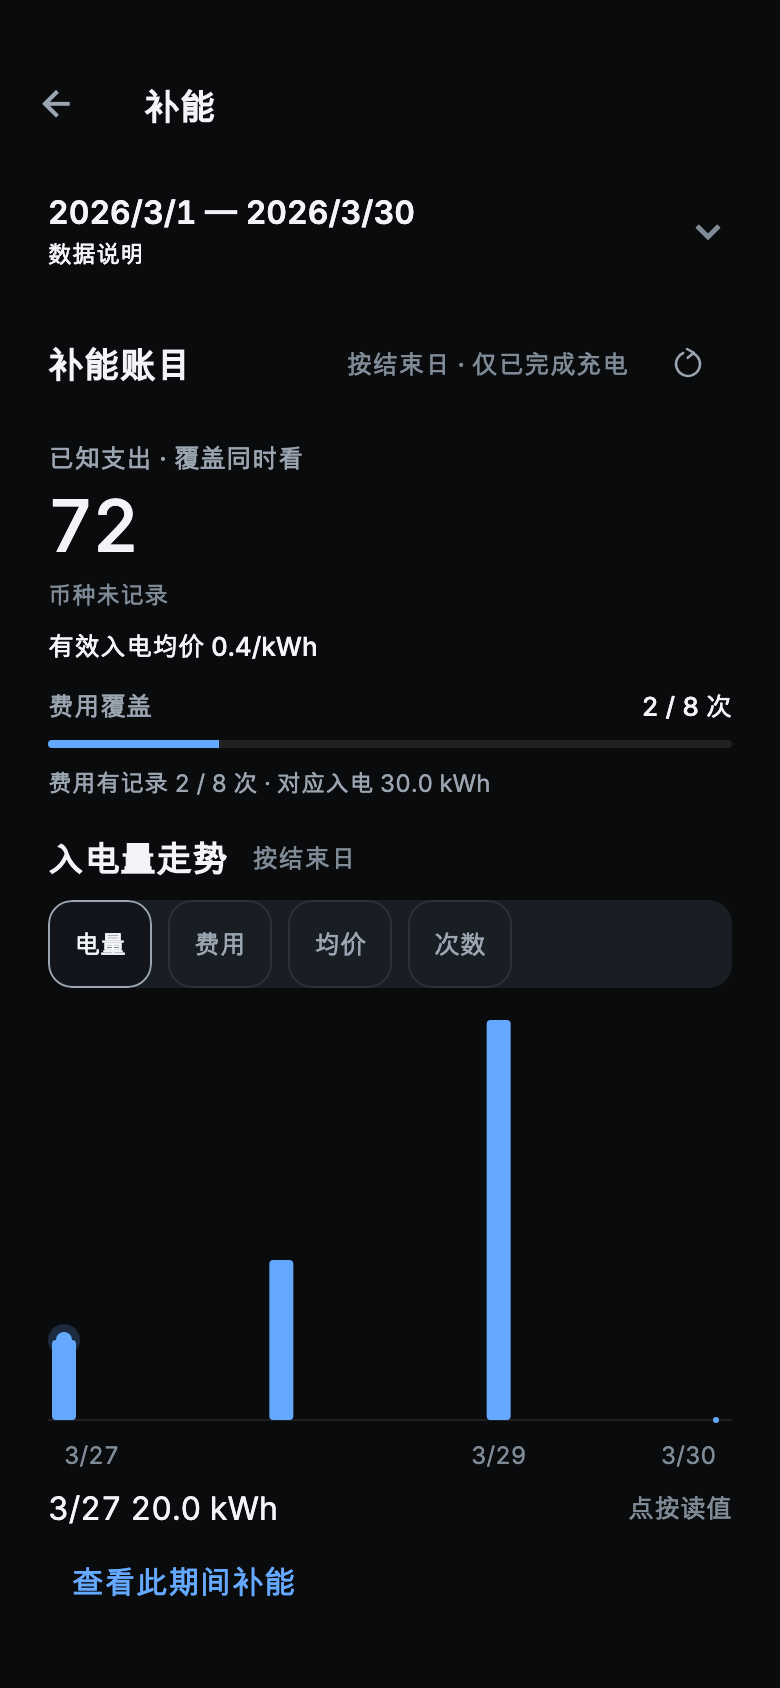 补能
2026/3/1 — 2026/3/30
数据说明
补能账目
按结束日 · 仅已完成充电
已知支出 · 覆盖同时看
72
币种未记录
有效入电均价 0.4/kWh
费用覆盖
2 / 8 次
费用有记录 2 / 8 次 · 对应入电 30.0 kWh
入电量走势 按结束日
电量 费用 均价 次数
3/27 3/29 3/30
3/27 20.0 kWh
点按读值
查看此期间补能